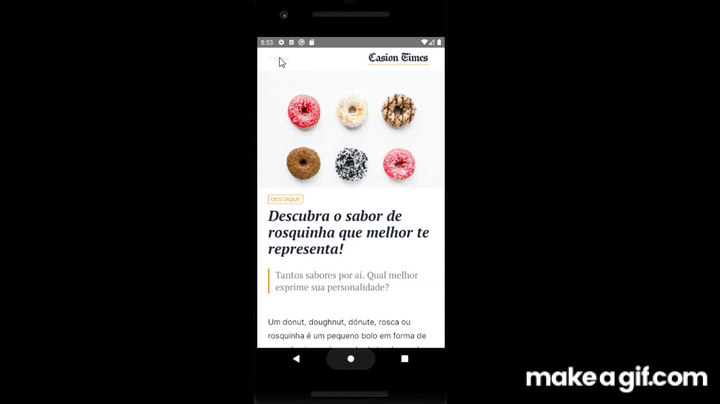 8:53
Casion Times
DESTAQUE
Descubra o sabor de
rosquinha que melhor te
representa!
Tantos sabores por aí. Qual melhor
exprime sua personalidade?
Um donut, doughnut, dónute, rosca ou
rosquinha é um pequeno bolo em forma de
makeagif.com